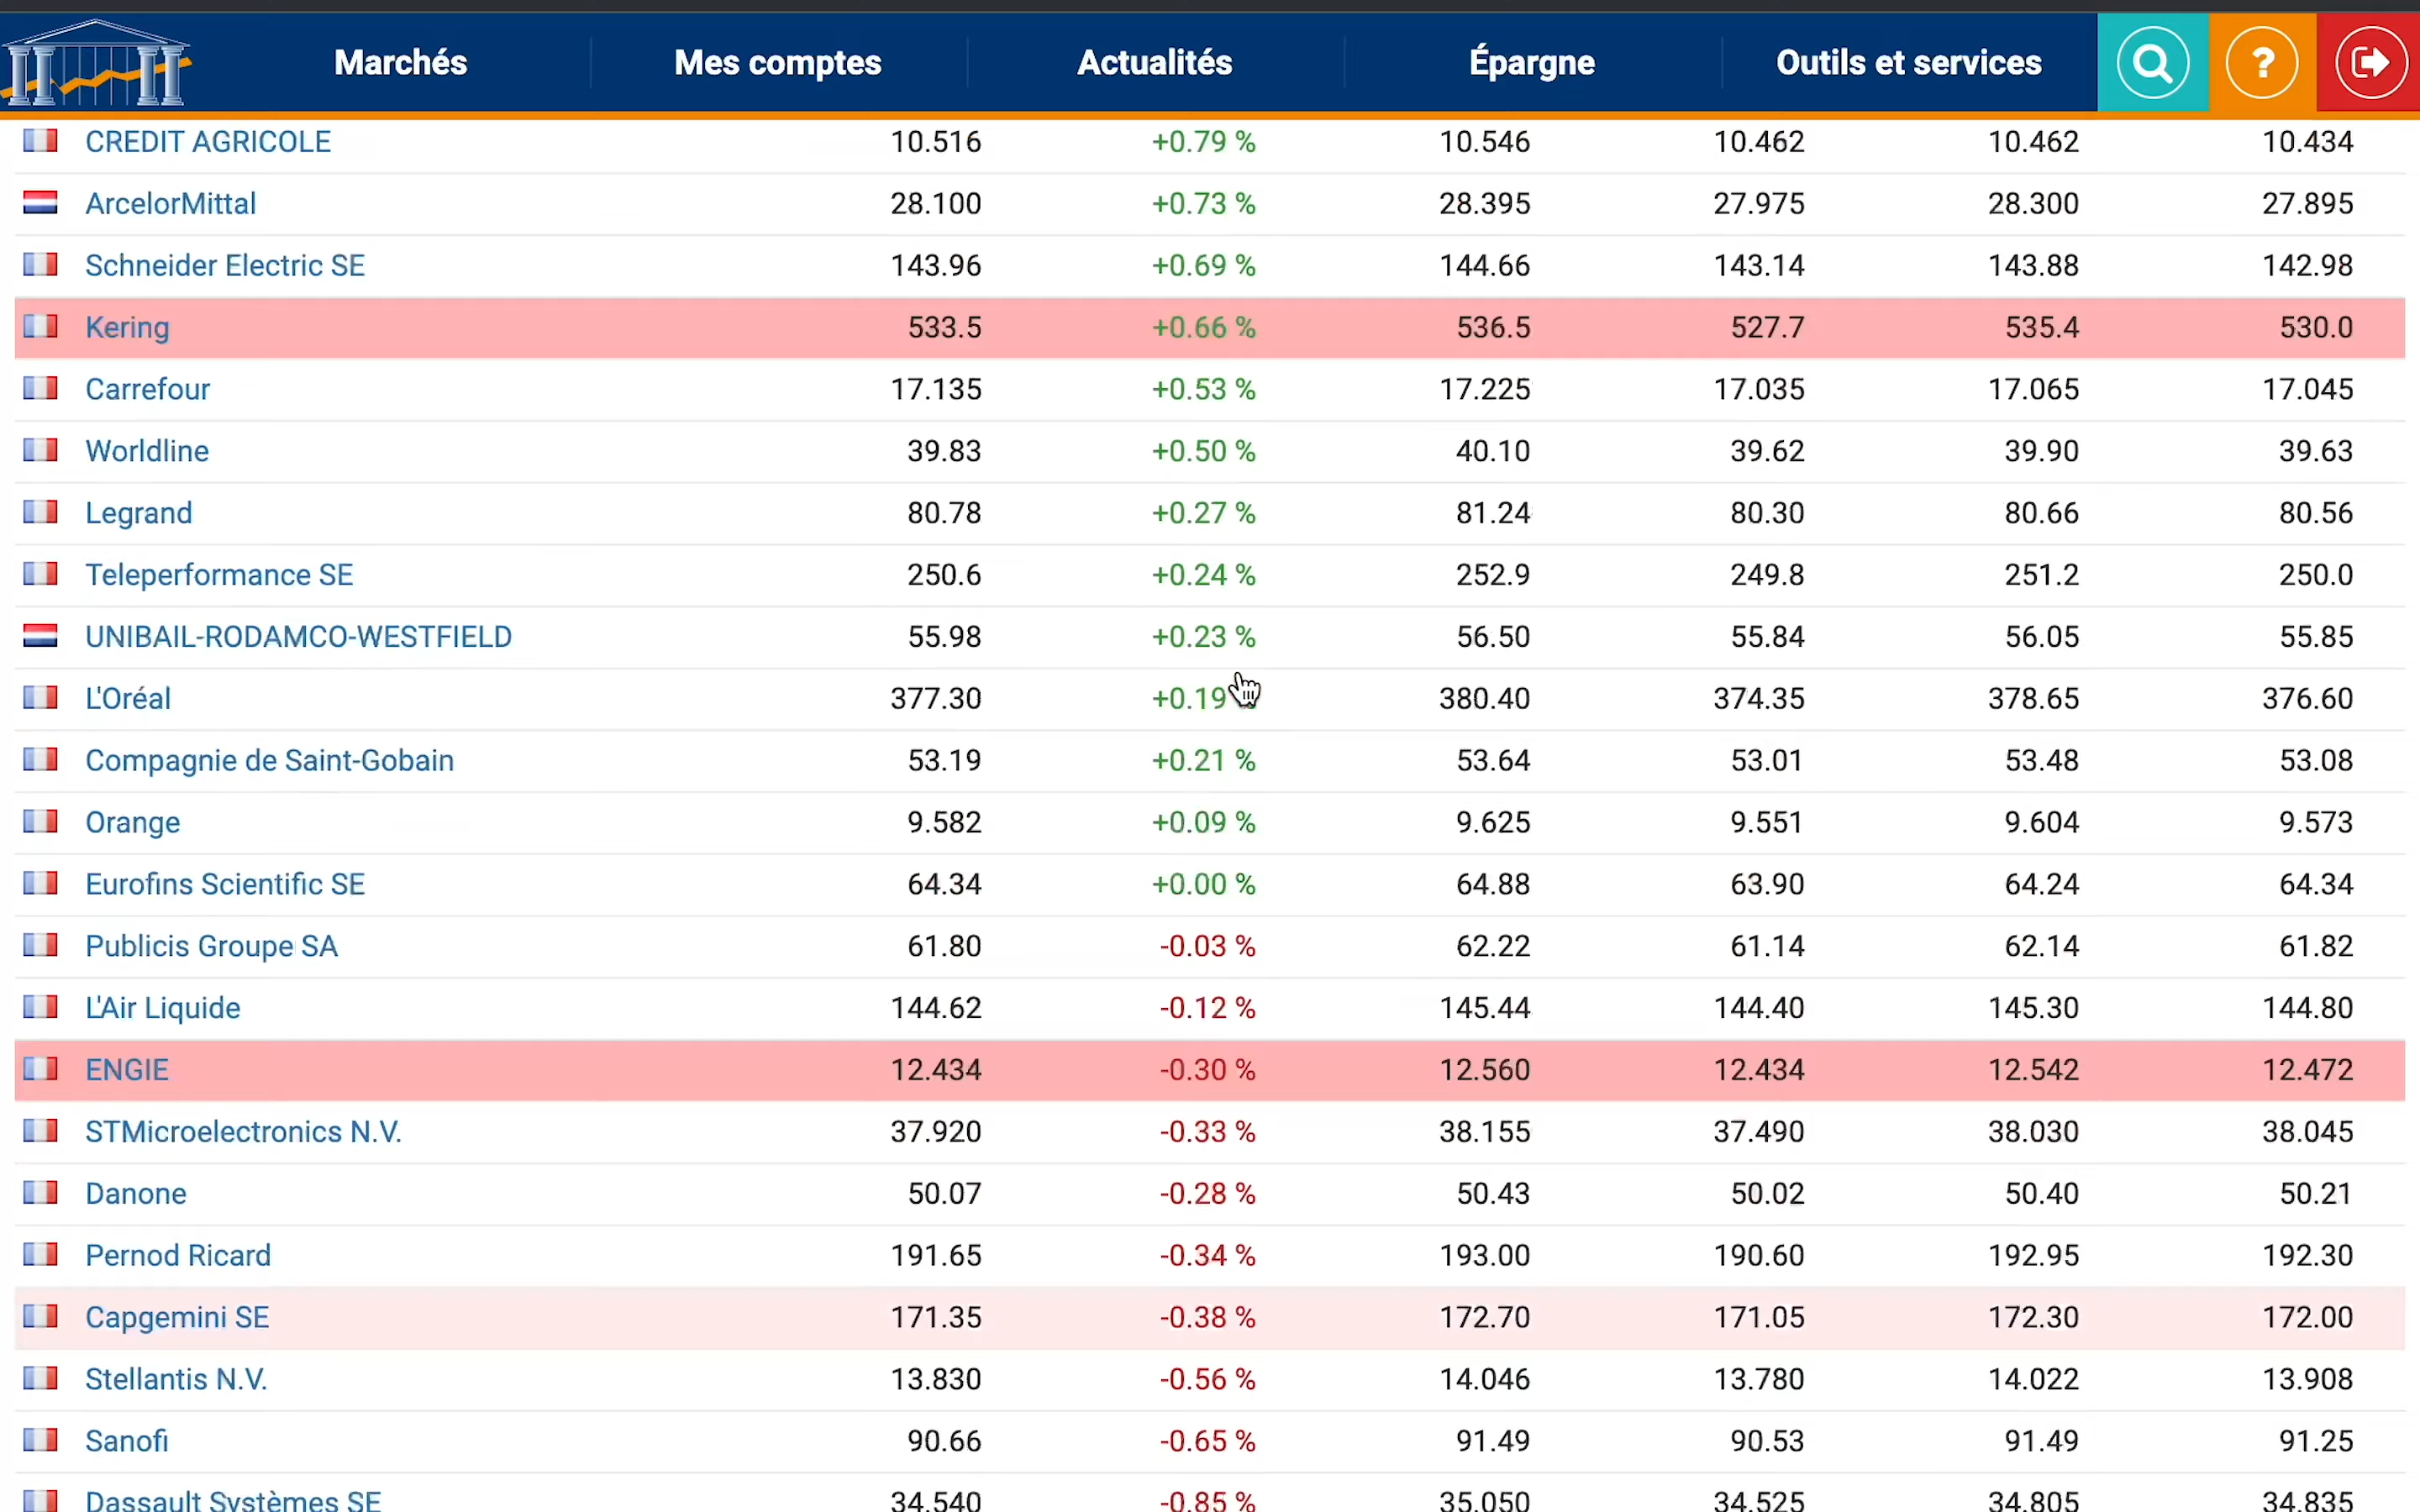 Marchés Mes comptes Actualités Épargne Outils et services ?
CREDIT AGRICOLE 10.516 +0.79 % 10.546 10.462 10.462 10.434
ArcelorMittal 28.100 +0.73 % 28.395 27.975 28.300 27.895
Schneider Electric SE 143.96 +0.69 % 144.66 143.14 143.88 142.98
Kering 533.5 +0.66 % 536.5 527.7 535.4 530.0
Carrefour 17.135 +0.53 % 17.225 17.035 17.065 17.045
Worldline 39.83 +0.50 % 40.10 39.62 39.90 39.63
Legrand 80.78 +0.27 % 81.24 80.30 80.66 80.56
Teleperformance SE 250.6 +0.24 % 252.9 249.8 251.2 250.0
UNIBAIL-RODAMCO-WESTFIELD 55.98 +0.23 % 56.50 55.84 56.05 55.85
L'Oréal 377.30 +0.19 % 380.40 374.35 378.65 376.60
Compagnie de Saint-Gobain 53.19 +0.21 % 53.64 53.01 53.48 53.08
Orange 9.582 +0.09 % 9.625 9.551 9.604 9.573
Eurofins Scientific SE 64.34 +0.00 % 64.88 63.90 64.24 64.34
Publicis Groupe SA 61.80 -0.03 % 62.22 61.14 62.14 61.82
L'Air Liquide 144.62 -0.12 % 145.44 144.40 145.30 144.80
ENGIE 12.434 -0.30 % 12.560 12.434 12.542 12.472
STMicroelectronics N.V. 37.920 -0.33 % 38.155 37.490 38.030 38.045
Danone 50.07 -0.28 % 50.43 50.02 50.40 50.21
Pernod Ricard 191.65 -0.34 % 193.00 190.60 192.95 192.30
Capgemini SE 171.35 -0.38 % 172.70 171.05 172.30 172.00
Stellantis N.V. 13.830 -0.56 % 14.046 13.780 14.022 13.908
Sanofi 90.66 -0.65 % 91.49 90.53 91.49 91.25
Dassault Systèmes SE 34.540 -0.85 % 35.050 34.525 34.805 34.835